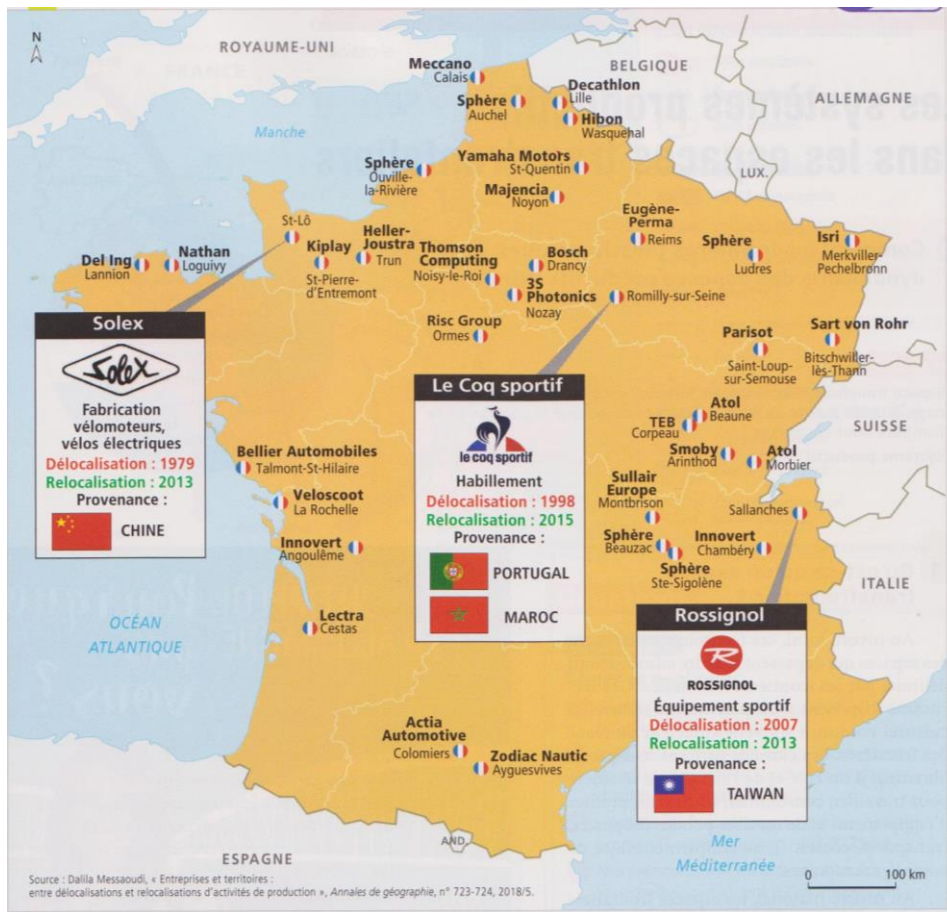 N
ROYAUME-UNI
BELGIQUE
ALLEMAGNE
LUX.
Manche
Meccano
Calais
Sphère
Auchel
Decathlon
Lille
Hibon
Wasquehal
Sphère
Ouville-
la-Rivière
Yamaha Motors
St-Quentin
Majencia
Noyon
Eugène-
Perma
Reims
Sphère
Ludres
Isri
Merkviller-
Pechelbronn
St-Lô
Del Ing
Lannion
Nathan
Loguivy
Kiplay
St-Pierre-
d'Entremont
Heller-
Joustra
Trun
Thomson
Computing
Noisy-le-Roi
Bosch
Drancy
3S
Photonics
Nozay
Romilly-sur-Seine
Risc Group
Ormes
Parisot
Saint-Loup-
sur-Semouse
Sart von Rohr
Bitschwiller-
lès-Thann
Solex
SoleX
Fabrication
vélomoteurs,
vélos électriques
Délocalisation : 1979
Relocalisation : 2013
Provenance :
CHINE
Le Coq sportif
le coq sportif
Habillement
Délocalisation : 1998
Relocalisation : 2015
Provenance :
PORTUGAL
MAROC
Atol
Beaune
TEB
Corpeau
Smoby
Arinthod
Atol
Morbier
SUISSE
Bellier Automobiles
Talmont-St-Hilaire
Veloscoot
La Rochelle
Innovert
Angoulême
Sullair
Europe
Montbrison
Sallanches
Sphère
Beauzac
Innovert
Chambéry
Sphère
Ste-Sigolène
ITALIE
Lectra
Cestas
OCÉAN
ATLANTIQUE
Rossignol
R
ROSSIGNOL
Équipement sportif
Délocalisation : 2007
Relocalisation : 2013
Provenance :
TAIWAN
Actia
Automotive
Colomiers
Zodiac Nautic
Ayguesvives
AND.
ESPAGNE
Mer
Méditerranée
0 100 km
Source : Dalila Messaoudi, « Entreprises et territoires :
entre délocalisations et relocalisations d'activités de production », Annales de géographie, n° 723-724, 2018/5.